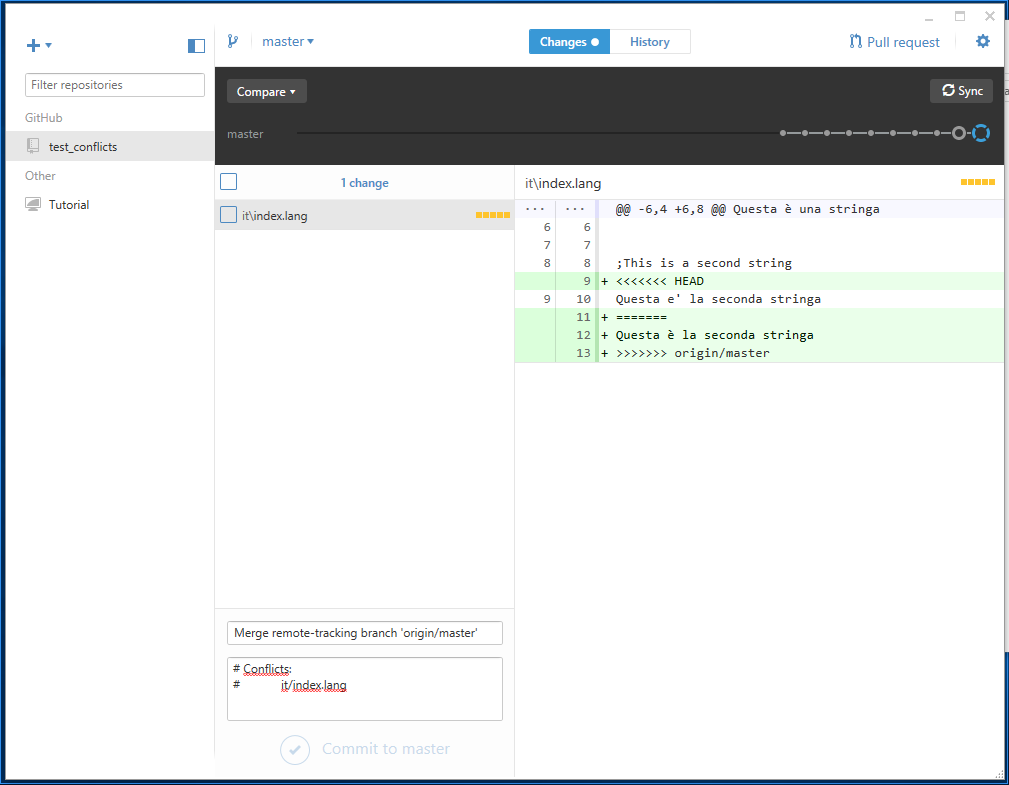 master
Changes
History
Pull request
Filter repositories
GitHub
test_conflicts
Other
Tutorial
Compare
Sync
master
1 change
it\index.lang
it\index.lang
··· ··· @@ -6,4 +6,8 @@ Questa è una stringa
6 6
7 7
8 8 ;This is a second string
9 + <<<<<<< HEAD
9 10 Questa e' la seconda stringa
11 + =======
12 + Questa è la seconda stringa
13 + >>>>>>> origin/master
Merge remote-tracking branch 'origin/master'
# Conflicts:
# it/index.lang
Commit to master